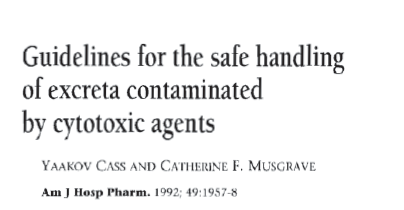 Guidelines for the safe handling
of excreta contaminated
by cytotoxic agents
YAAKOV CASS AND CATHERINE F. MUSGRAVE
Am J Hosp Pharm. 1992; 49:1957-8